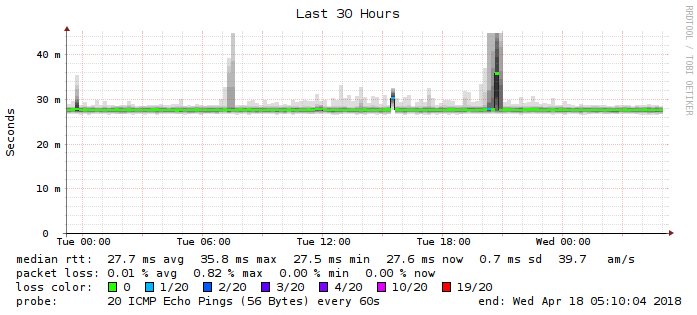 Last 30 Hours
RRDTOOL / TOBI OETIKER
Seconds
40 m
30 m
20 m
10 m
0
Tue 00:00 Tue 06:00 Tue 12:00 Tue 18:00 Wed 00:00
median rtt: 27.7 ms avg 35.8 ms max 27.5 ms min 27.6 ms now 0.7 ms sd 39.7 am/s
packet loss: 0.01 % avg 0.82 % max 0.00 % min 0.00 % now
loss color: 0 1/20 2/20 3/20 4/20 10/20 19/20
probe: 20 ICMP Echo Pings (56 Bytes) every 60s end: Wed Apr 18 05:10:04 2018